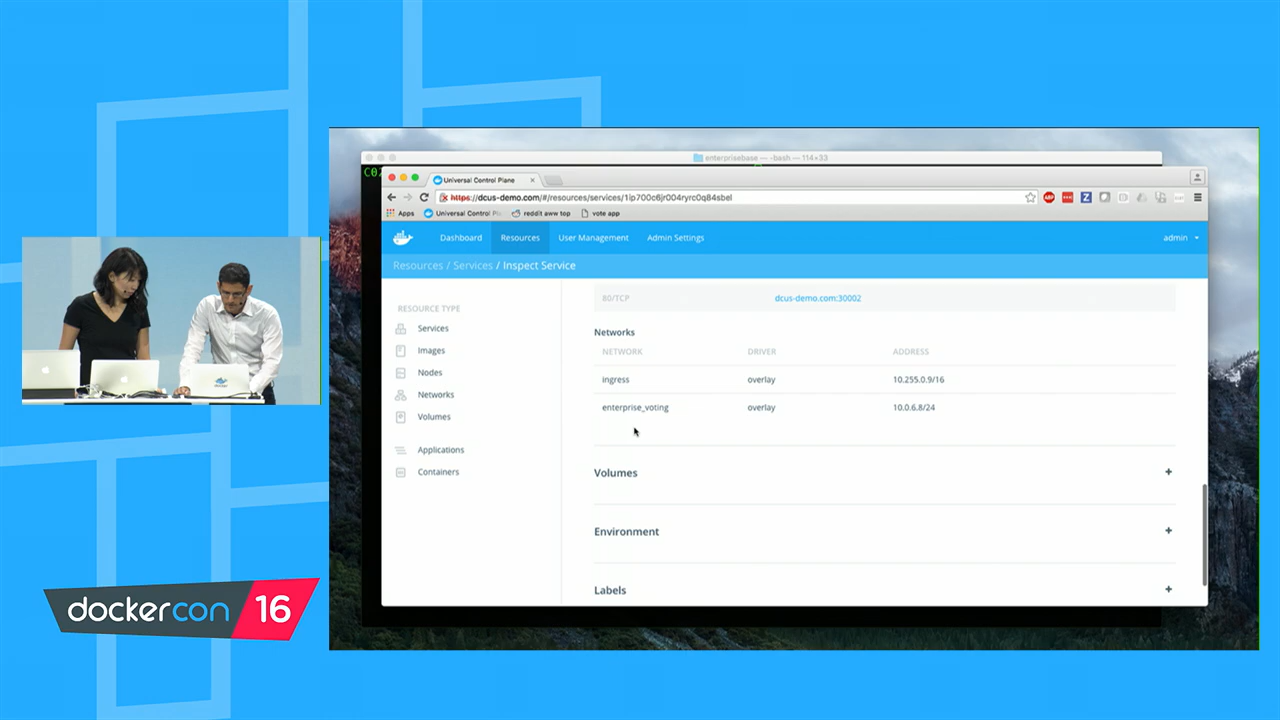 enterprisebase — -bash — 114×33
Universal Control Plane
https://dcus-demo.com/#/resources/services/1ip700c6jr004ryrc0q84sbel
Apps
Universal Control Pl
reddit aww top
vote app
Dashboard
Resources
User Management
Admin Settings
admin
Resources / Services / Inspect Service
RESOURCE TYPE
Services
Images
Nodes
Networks
Volumes
Applications
Containers
80/TCP
dcus-demo.com:30002
Networks
NETWORK DRIVER ADDRESS
ingress overlay 10.255.0.9/16
enterprise_voting overlay 10.0.6.8/24
Volumes
Environment
Labels
dockercon 16